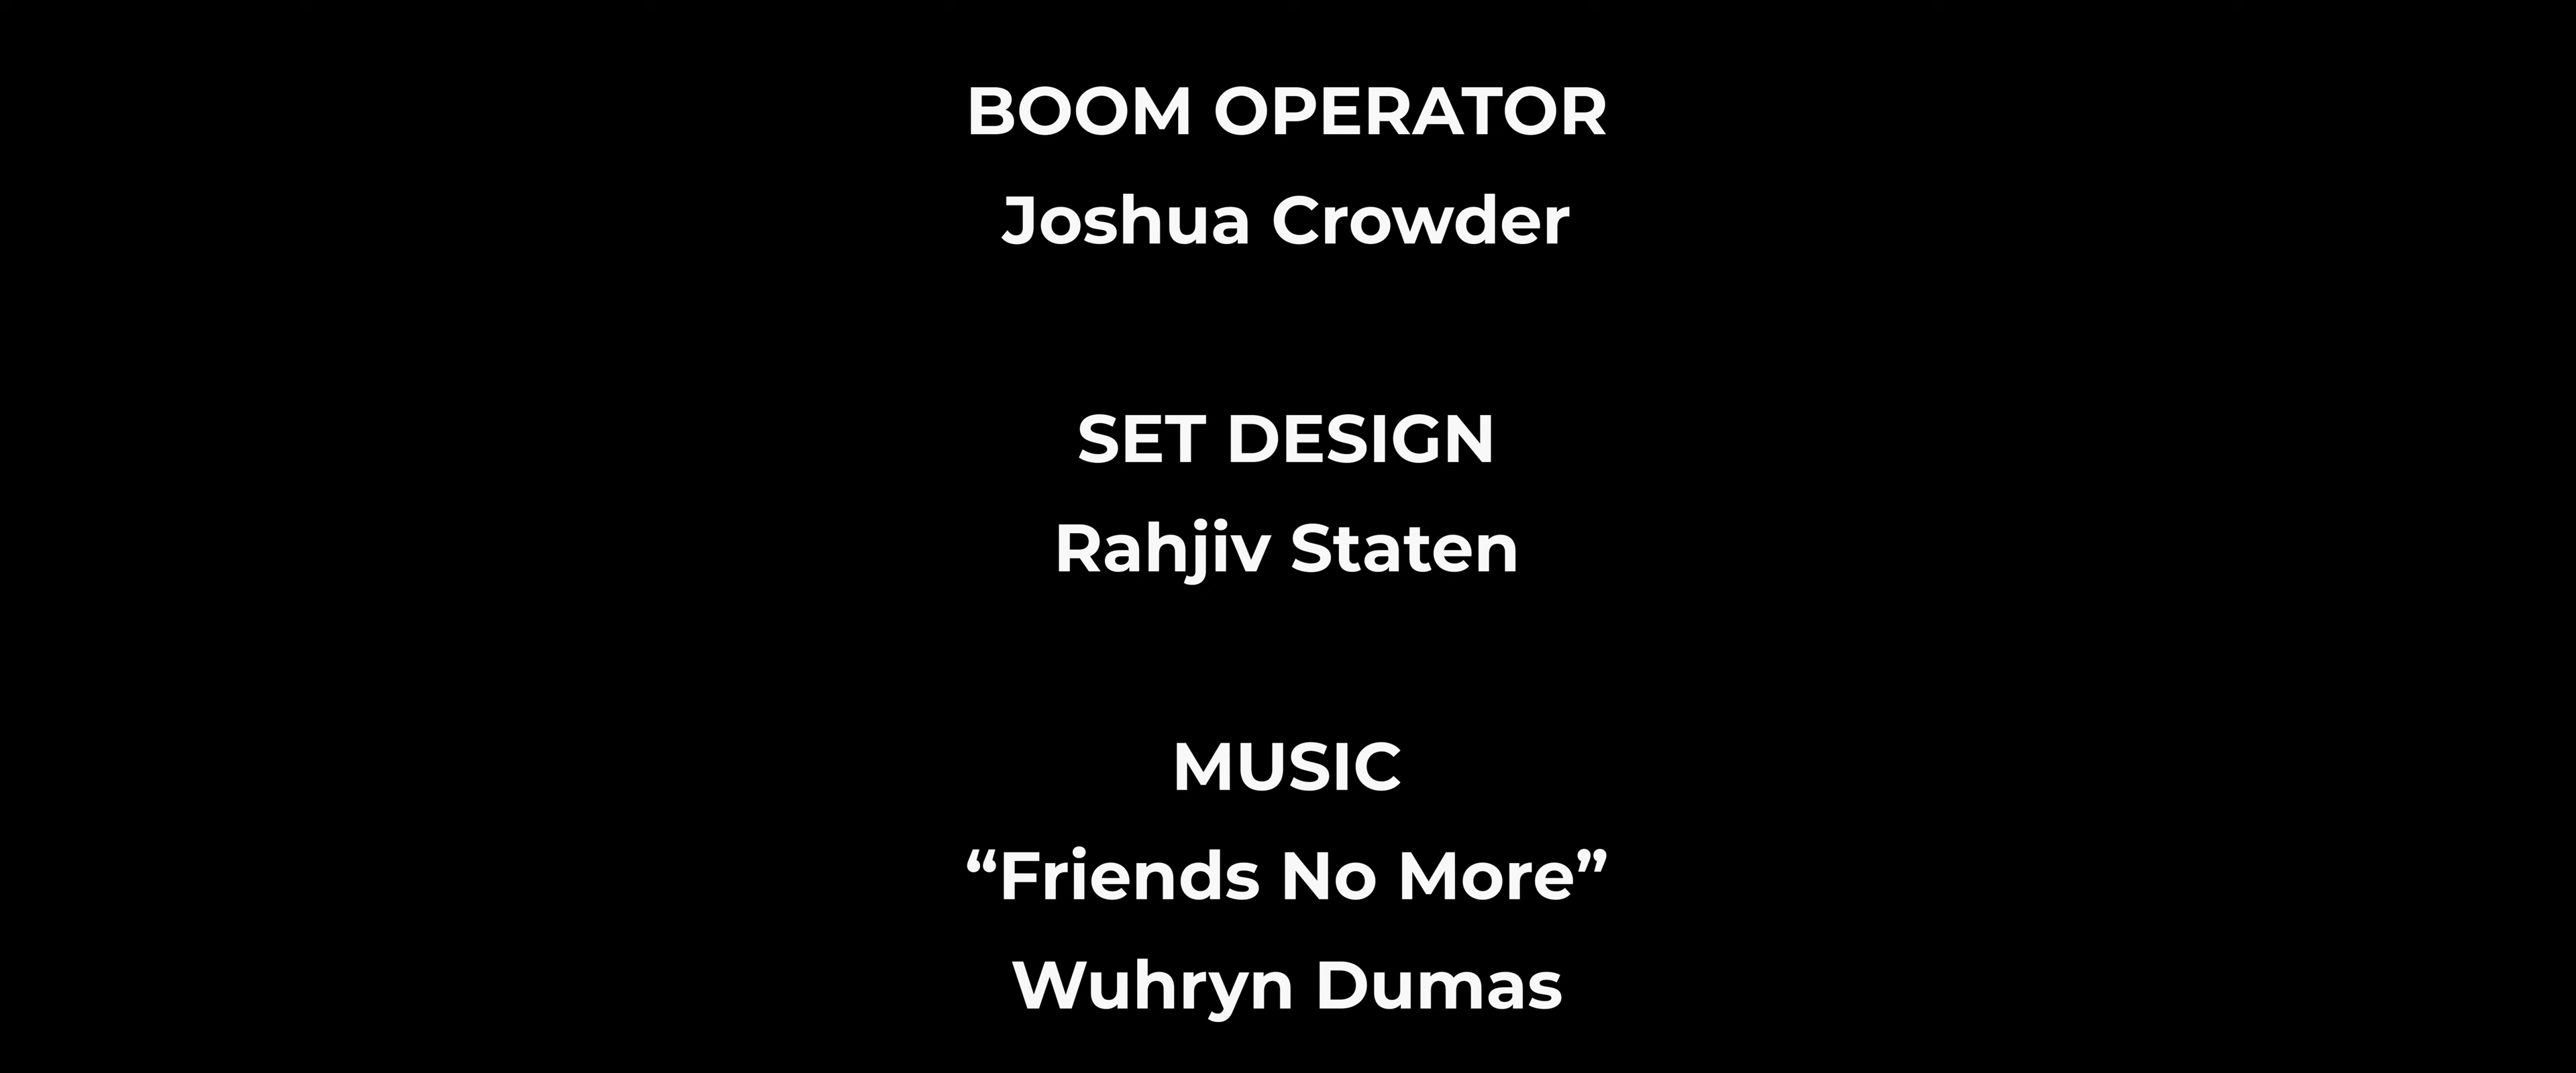 BOOM OPERATOR
Joshua Crowder
SET DESIGN
Rahjiv Staten
MUSIC
“Friends No More”
Wuhryn Dumas